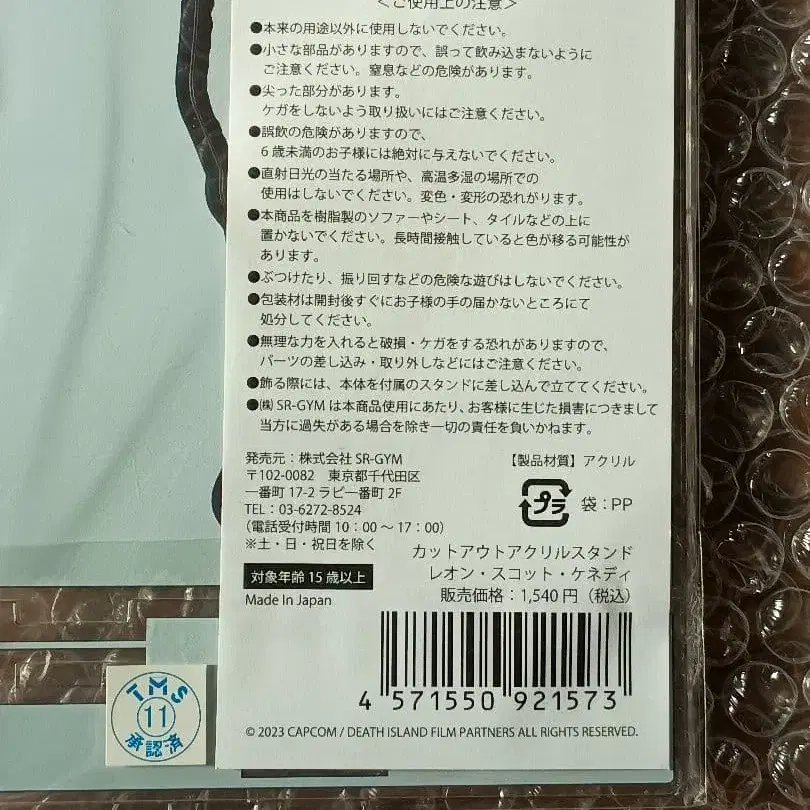 ＜ご使用上の注意＞
●本来の用途以外に使用しないでください。
●小さな部品がありますので、誤って飲み込まないように
ご注意ください。窒息などの危険があります。
●尖った部分があります。
ケガをしないよう取り扱いにはご注意ください。
●誤飲の危険がありますので、
6歳未満のお子様には絶対に与えないでください。
●直射日光の当たる場所や、高温多湿の場所での
使用はしないでください。変色・変形の恐れがります。
●本商品を樹脂製のソファーやシート、タイルなどの上に
置かないでください。長時間接触していると色が移る可能性が
あります。
●ぶつけたり、振り回すなどの危険な遊びはしないでください。
●包装材は開封後すぐにお子様の手の届かないところにて
処分してください。
●無理な力を入れると破損・ケガをする恐れがありますので、
パーツの差し込み・取り外しなどにはご注意ください。
●飾る際には、本体を付属のスタンドに差し込んで立ててください。
●㈱SR-GYMは本商品使用にあたり、お客様に生じた損害につきまして
当方に過失がある場合を除き一切の責任を負いかねます。
発売元：株式会社 SR-GYM
〒102-0082 東京都千代田区
一番町 17-2 ラビ一番町 2F
TEL：03-6272-8524
（電話受付時間 10：00〜17：00）
※土・日・祝日を除く
対象年齢 15歳以上
Made In Japan
【製品材質】アクリル
プラ 袋：PP
カットアウトアクリルスタンド
レオン・スコット・ケネディ
販売価格：1,540円（税込）
4 571550 921573
© 2023 CAPCOM / DEATH ISLAND FILM PARTNERS ALL RIGHTS RESERVED.
TMS
11
承認済